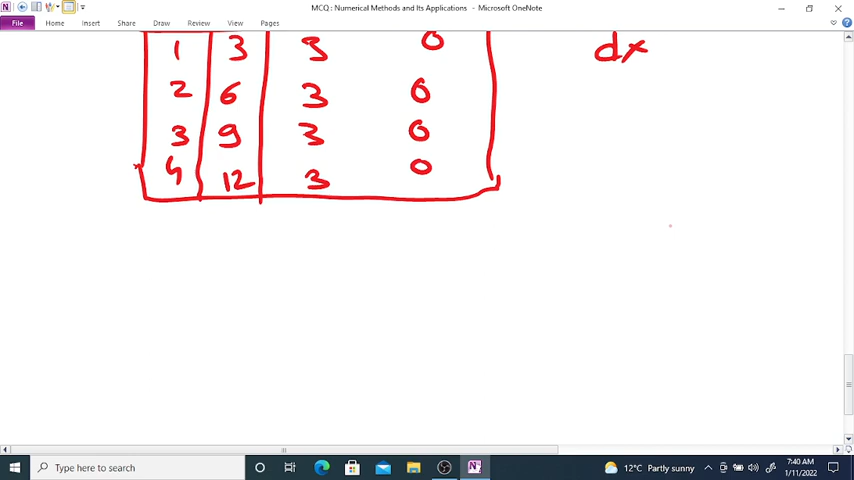 MCQ : Numerical Methods and Its Applications - Microsoft OneNote
File Home Insert Share Draw Review View Pages
1 3 3 0 dx
2 6 3 0
3 9 3 0
4 12 3 0
Type here to search
12°C Partly sunny
7:40 AM
1/11/2022